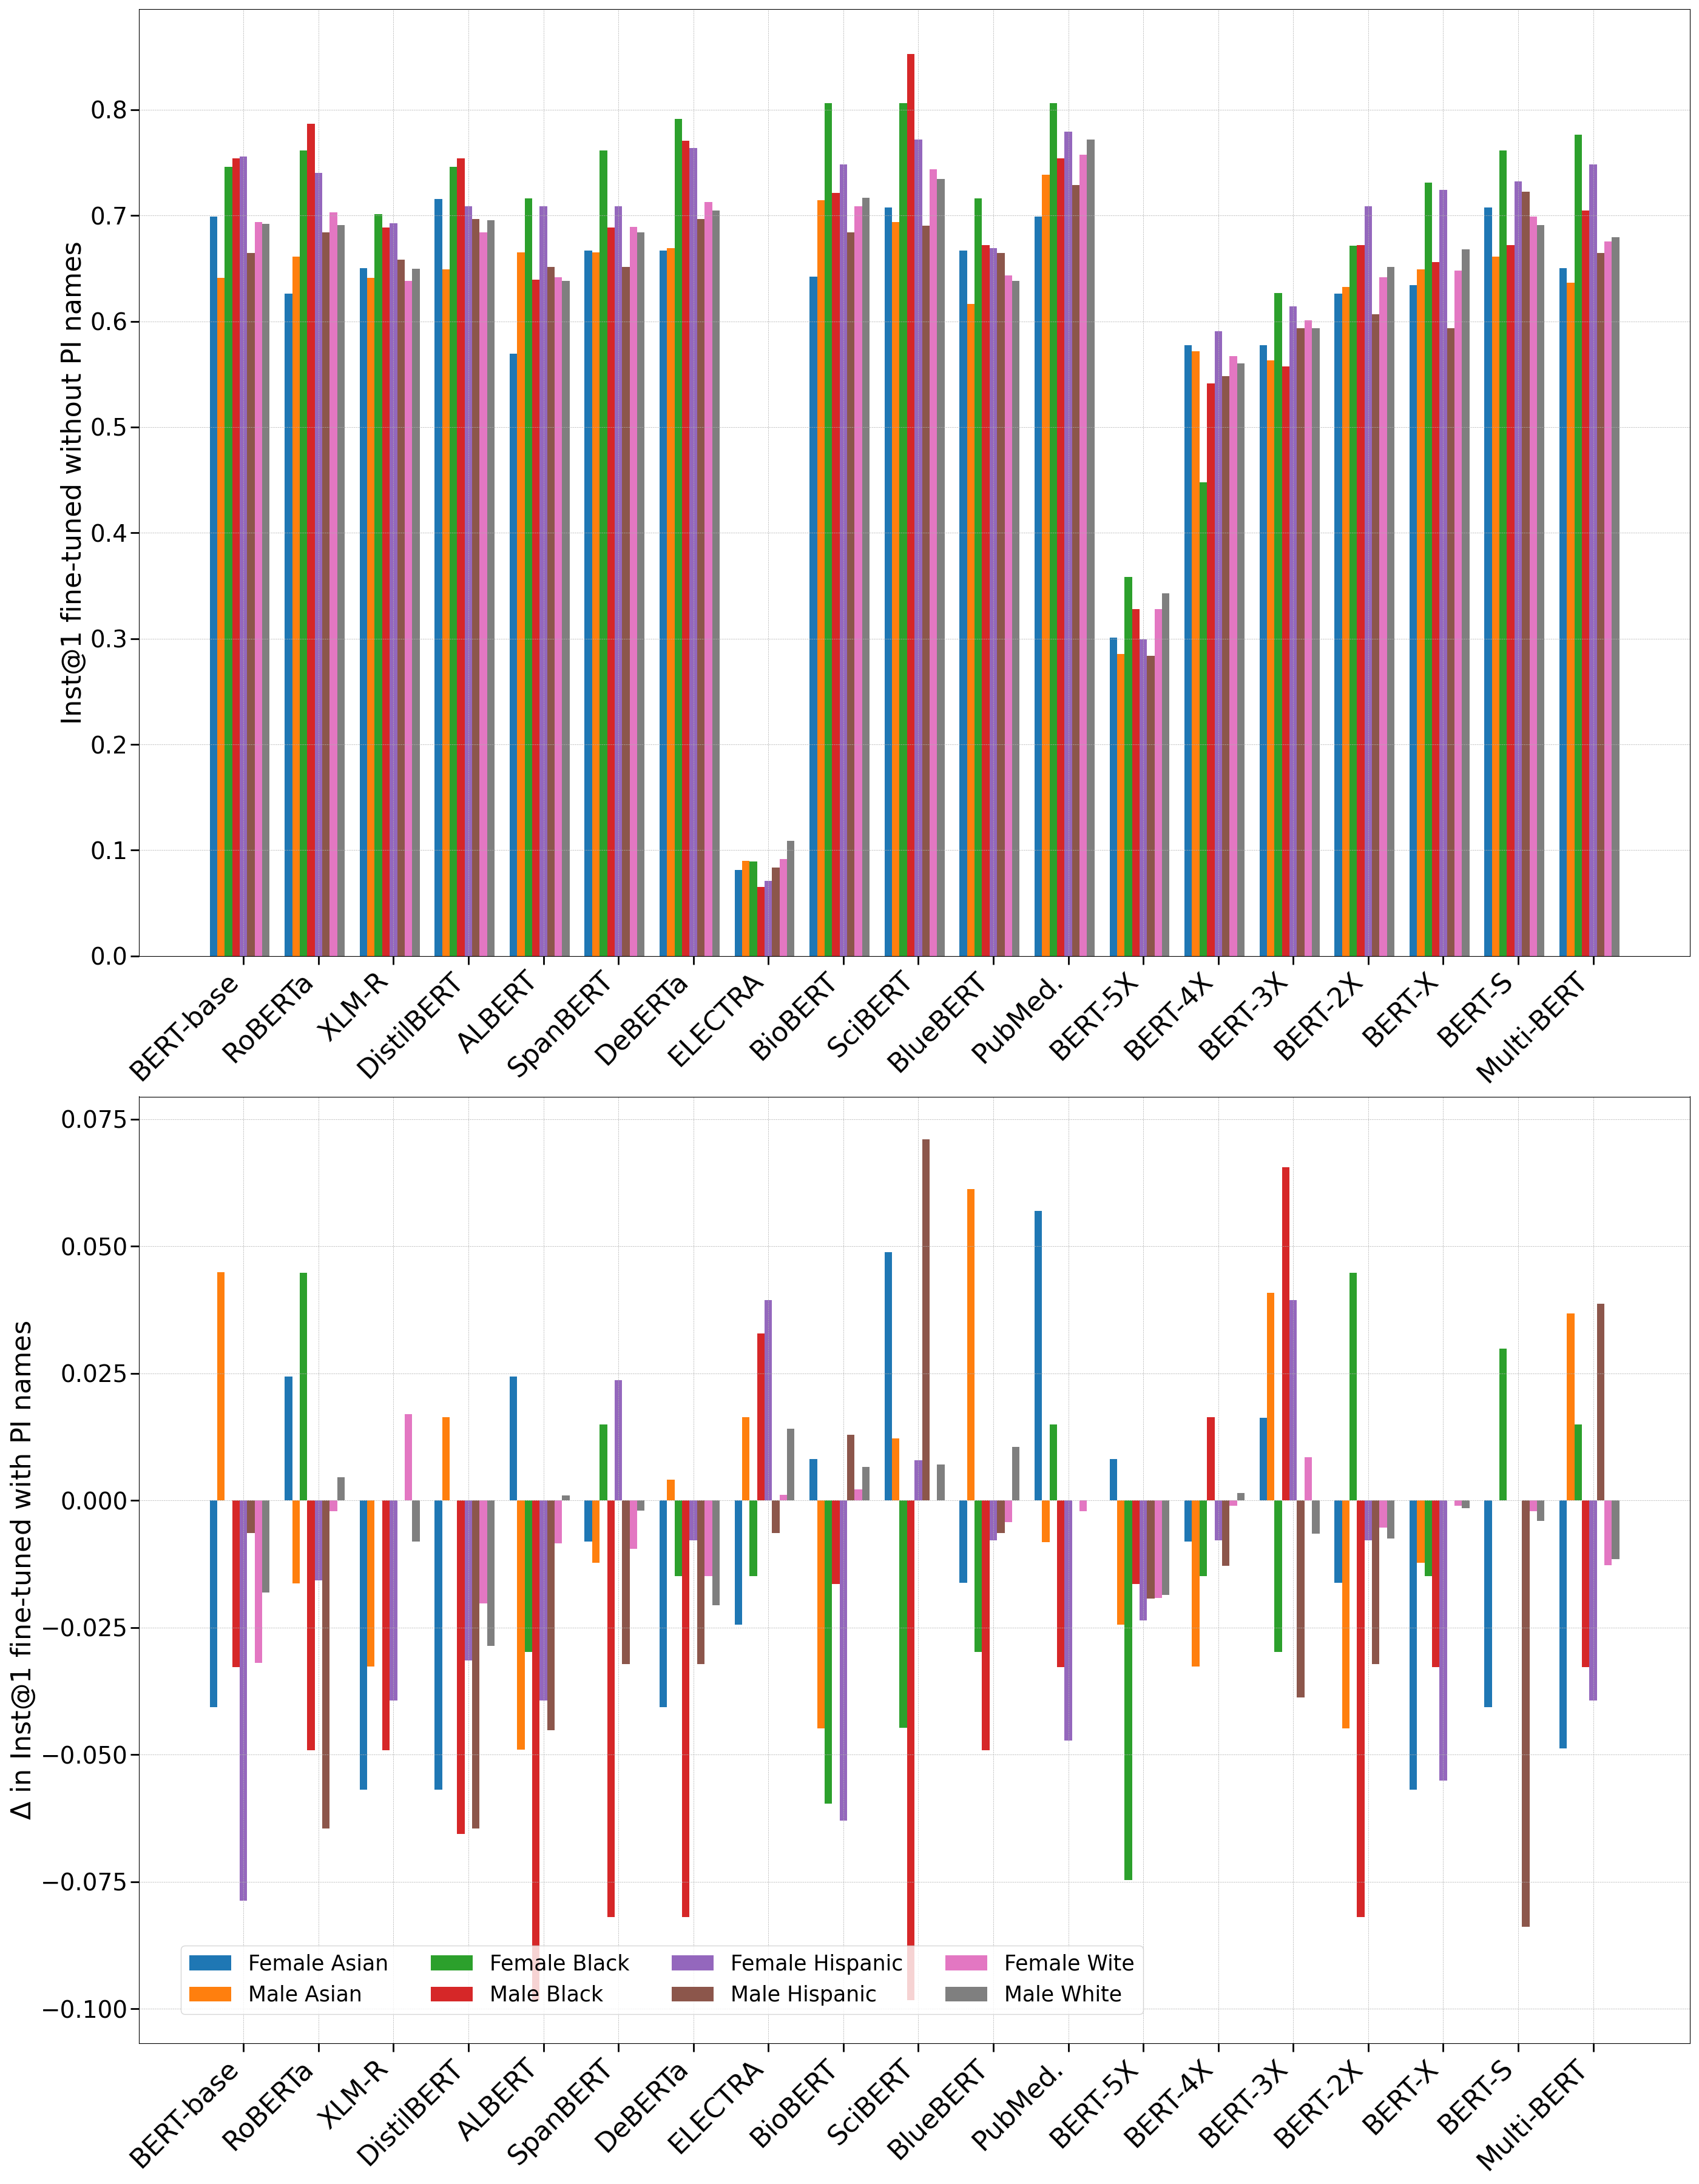 Inst@1 fine-tuned without PI names
0.8
0.7
0.6
0.5
0.4
0.3
0.2
0.1
0.0
BERT-base
RoBERTa
XLM-R
DistilBERT
ALBERT
SpanBERT
DeBERTa
ELECTRA
BioBERT
SciBERT
BlueBERT
PubMed.
BERT-5X
BERT-4X
BERT-3X
BERT-2X
BERT-X
BERT-S
Multi-BERT
Δ in Inst@1 fine-tuned with PI names
0.075
0.050
0.025
0.000
−0.025
−0.050
−0.075
−0.100
Female Asian
Male Asian
Female Black
Male Black
Female Hispanic
Male Hispanic
Female Wite
Male White
BERT-base
RoBERTa
XLM-R
DistilBERT
ALBERT
SpanBERT
DeBERTa
ELECTRA
BioBERT
SciBERT
BlueBERT
PubMed.
BERT-5X
BERT-4X
BERT-3X
BERT-2X
BERT-X
BERT-S
Multi-BERT